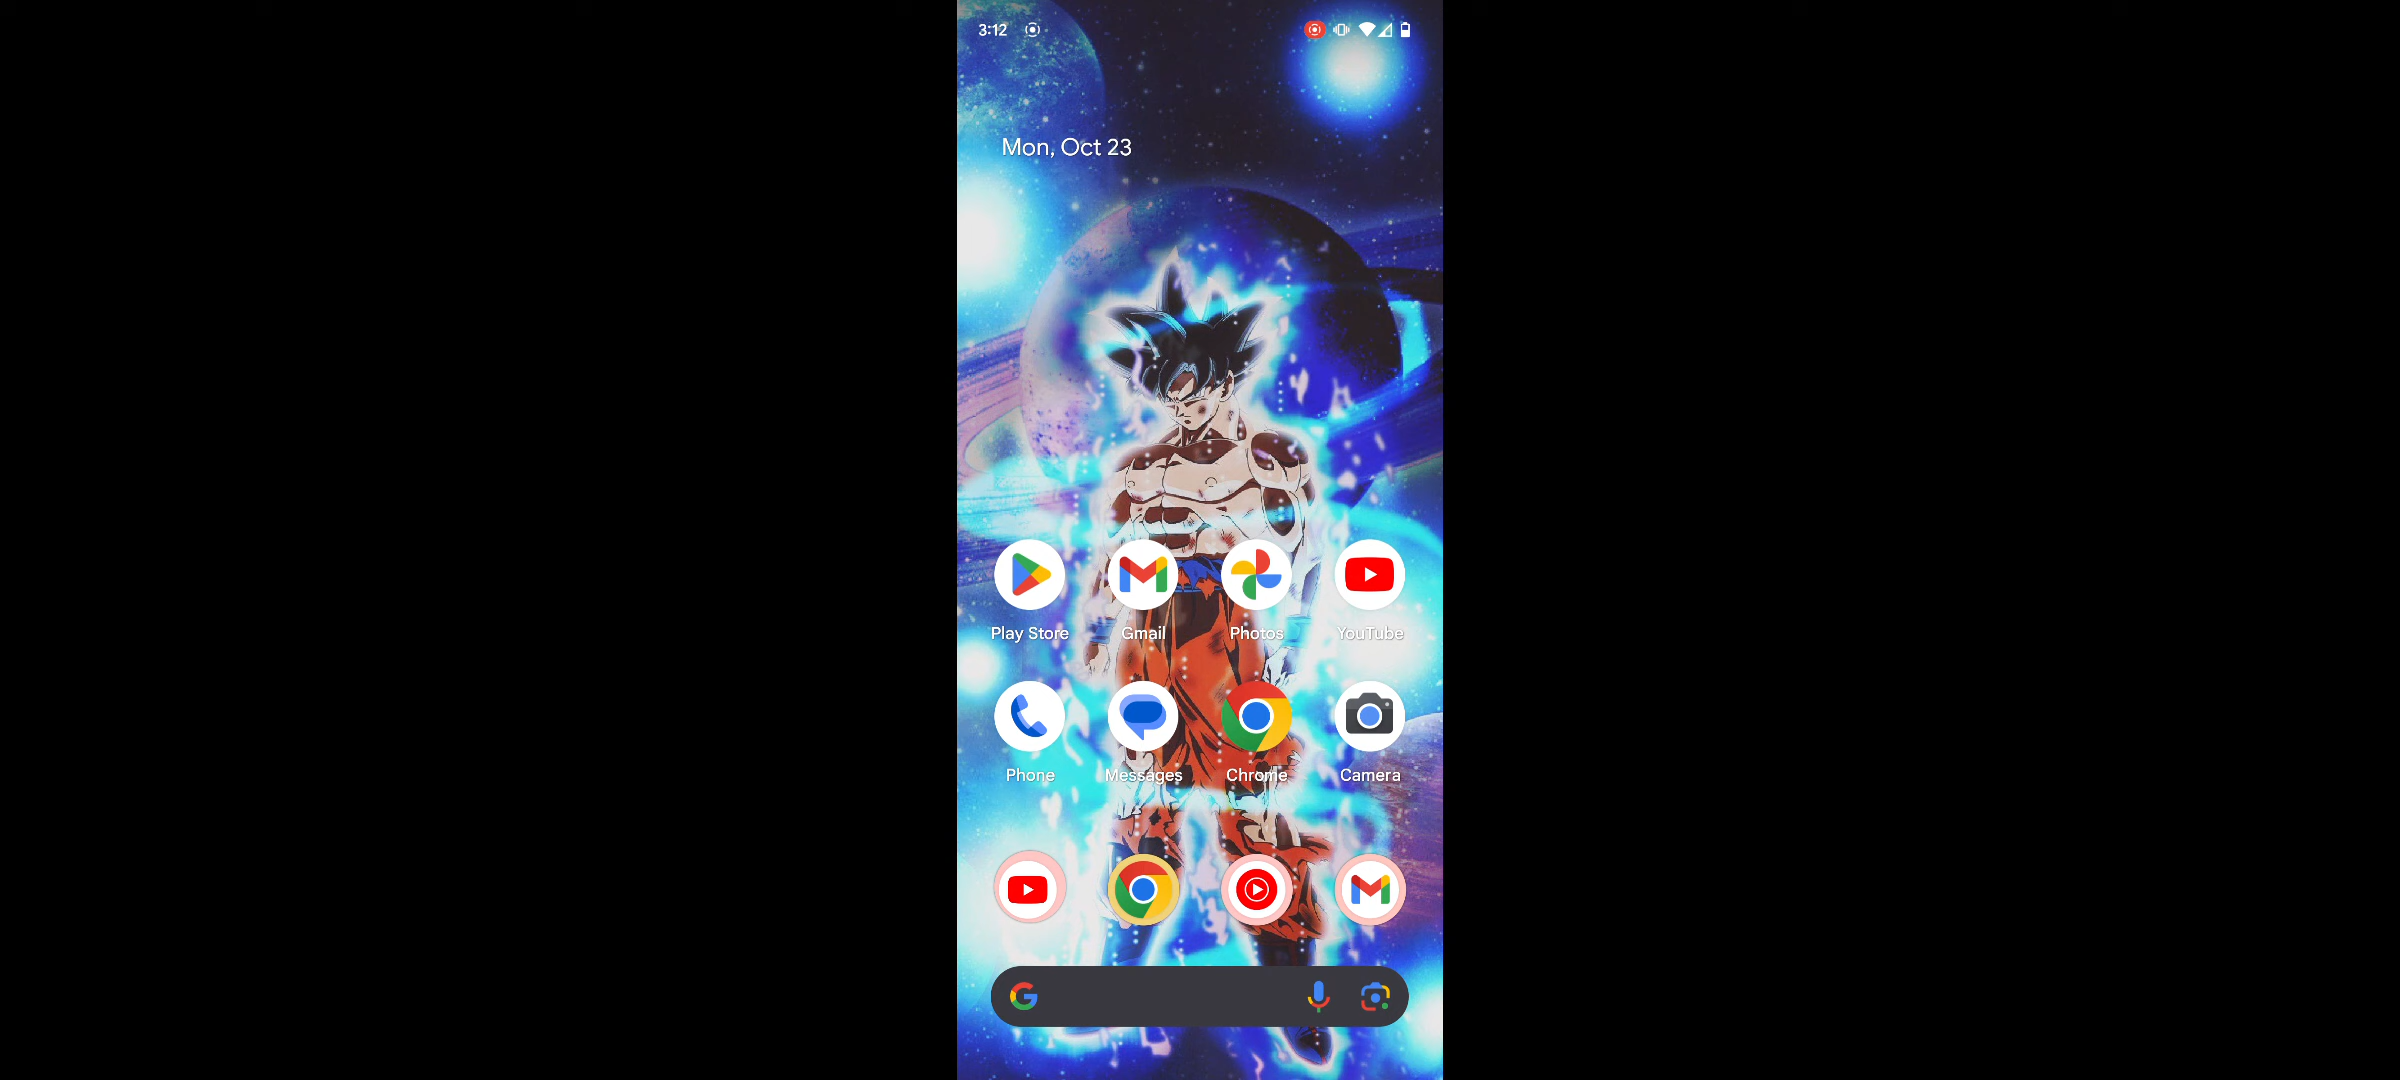 3:12
Mon, Oct 23
Play Store Gmail Photos YouTube
Phone Messages Chrome Camera